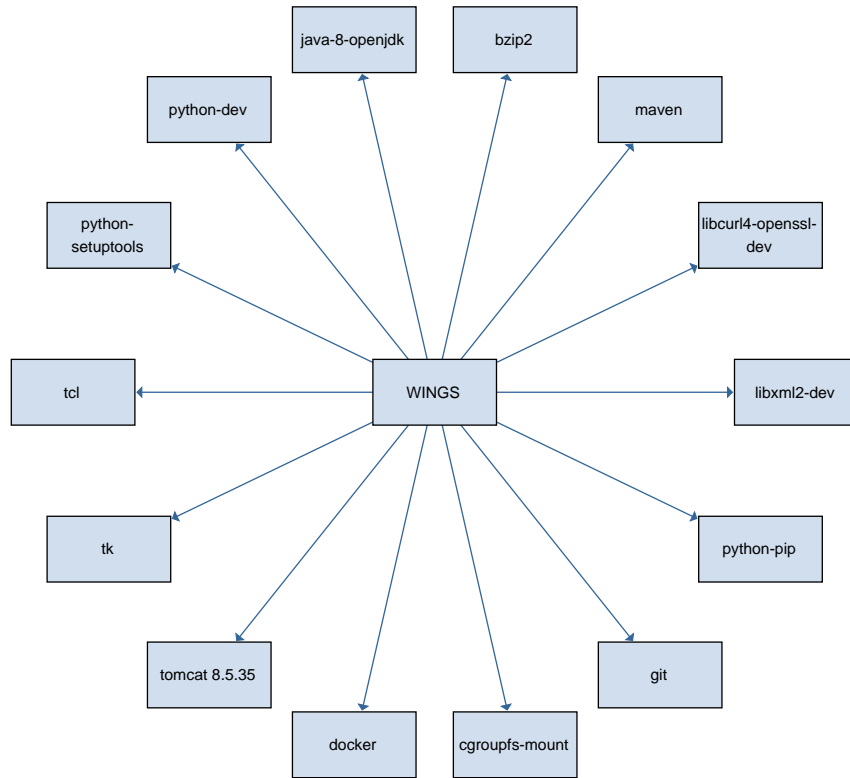 java-8-openjdk
bzip2
python-dev
maven
python-
setuptools
libcurl4-openssl-
dev
tcl
WINGS
libxml2-dev
tk
python-pip
tomcat 8.5.35
git
docker
cgroupfs-mount